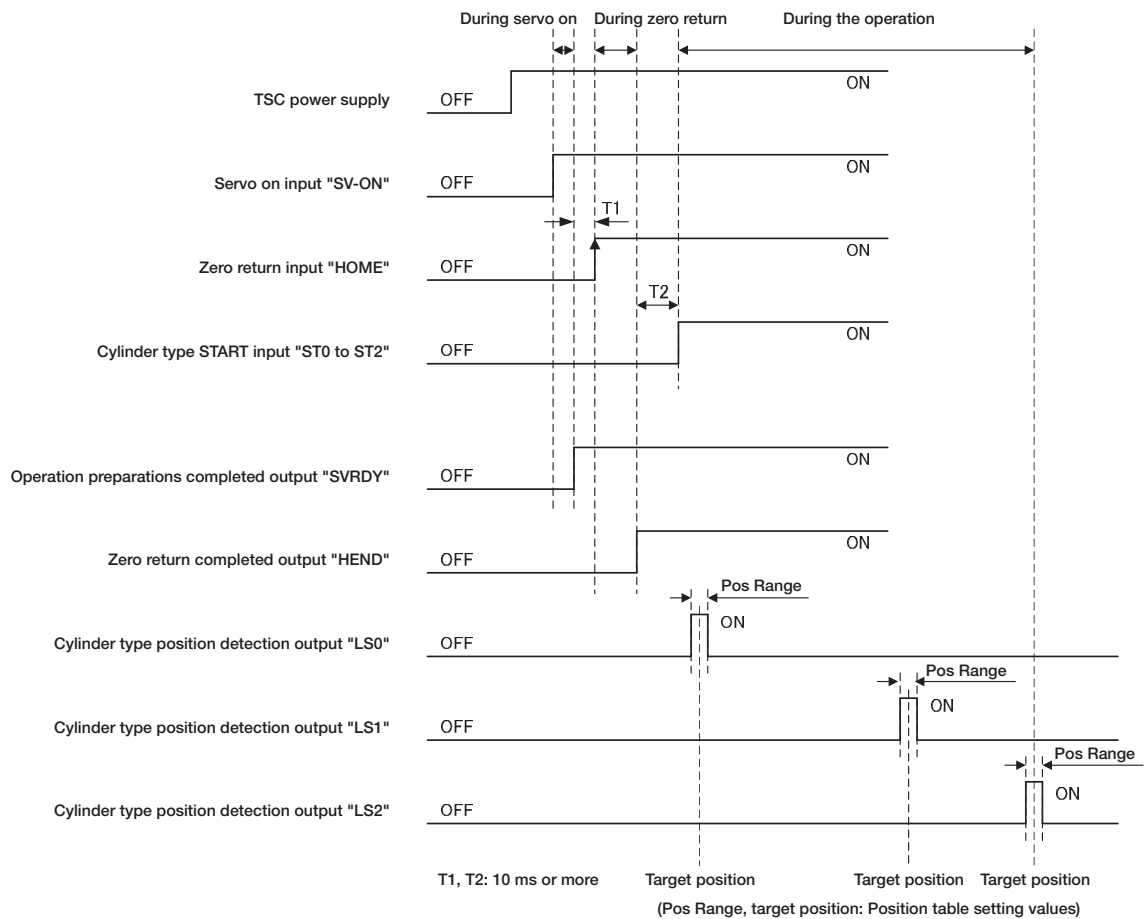 During servo on During zero return During the operation
TSC power supply OFF ON
Servo on input "SV-ON" OFF ON
T1
Zero return input "HOME" OFF ON
T2
Cylinder type START input "ST0 to ST2" OFF ON
Operation preparations completed output "SVRDY" OFF ON
Zero return completed output "HEND" OFF ON
Pos Range
Cylinder type position detection output "LS0" OFF ON
Pos Range
Cylinder type position detection output "LS1" OFF ON
Pos Range
Cylinder type position detection output "LS2" OFF ON
T1, T2: 10 ms or more Target position Target position Target position
(Pos Range, target position: Position table setting values)